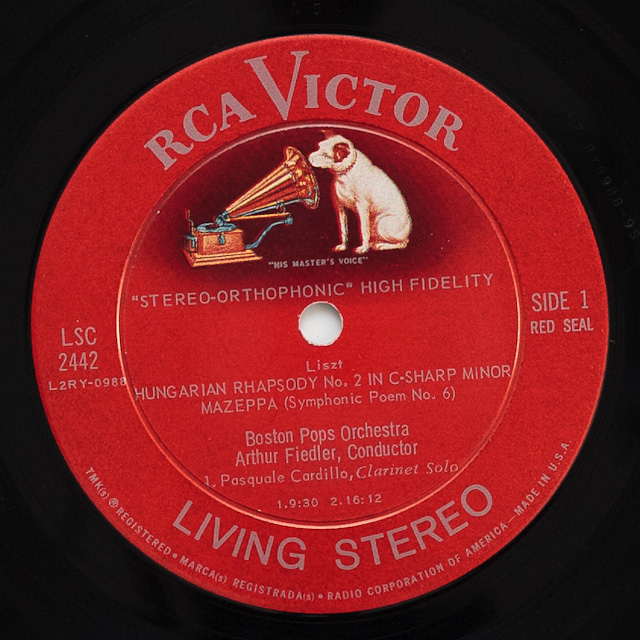 RCA VICTOR
"HIS MASTER'S VOICE"
"STEREO-ORTHOPHONIC" HIGH FIDELITY
LSC
2442
L2RY-0988
SIDE 1
RED SEAL
Liszt
HUNGARIAN RHAPSODY No. 2 IN C-SHARP MINOR
MAZEPPA (Symphonic Poem No. 6)
Boston Pops Orchestra
Arthur Fiedler, Conductor
1. Pasquale Cardillo, Clarinet Solo
1. 9:30 2. 16:12
LIVING STEREO
TMK(s) ® REGISTERED • MARCA(s) REGISTRADA(s) • RADIO CORPORATION OF AMERICA — MADE IN U.S.A.